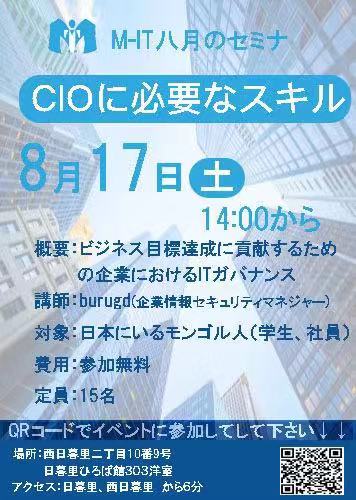 M-IT八月のセミナ
CIOに必要なスキル
8月17日 土
14:00から
概要:ビジネス目標達成に貢献するため
の企業におけるITガバナンス
講師:burugd(企業情報セキュリティマネジャー)
対象:日本にいるモンゴル人(学生、社員)
費用:参加無料
定員:15名
QRコードでイベントに参加してして下さい↓↓
場所:西日暮里二丁目10番9号
日暮里ひろば館303洋室
アクセス:日暮里、西日暮里 から6分